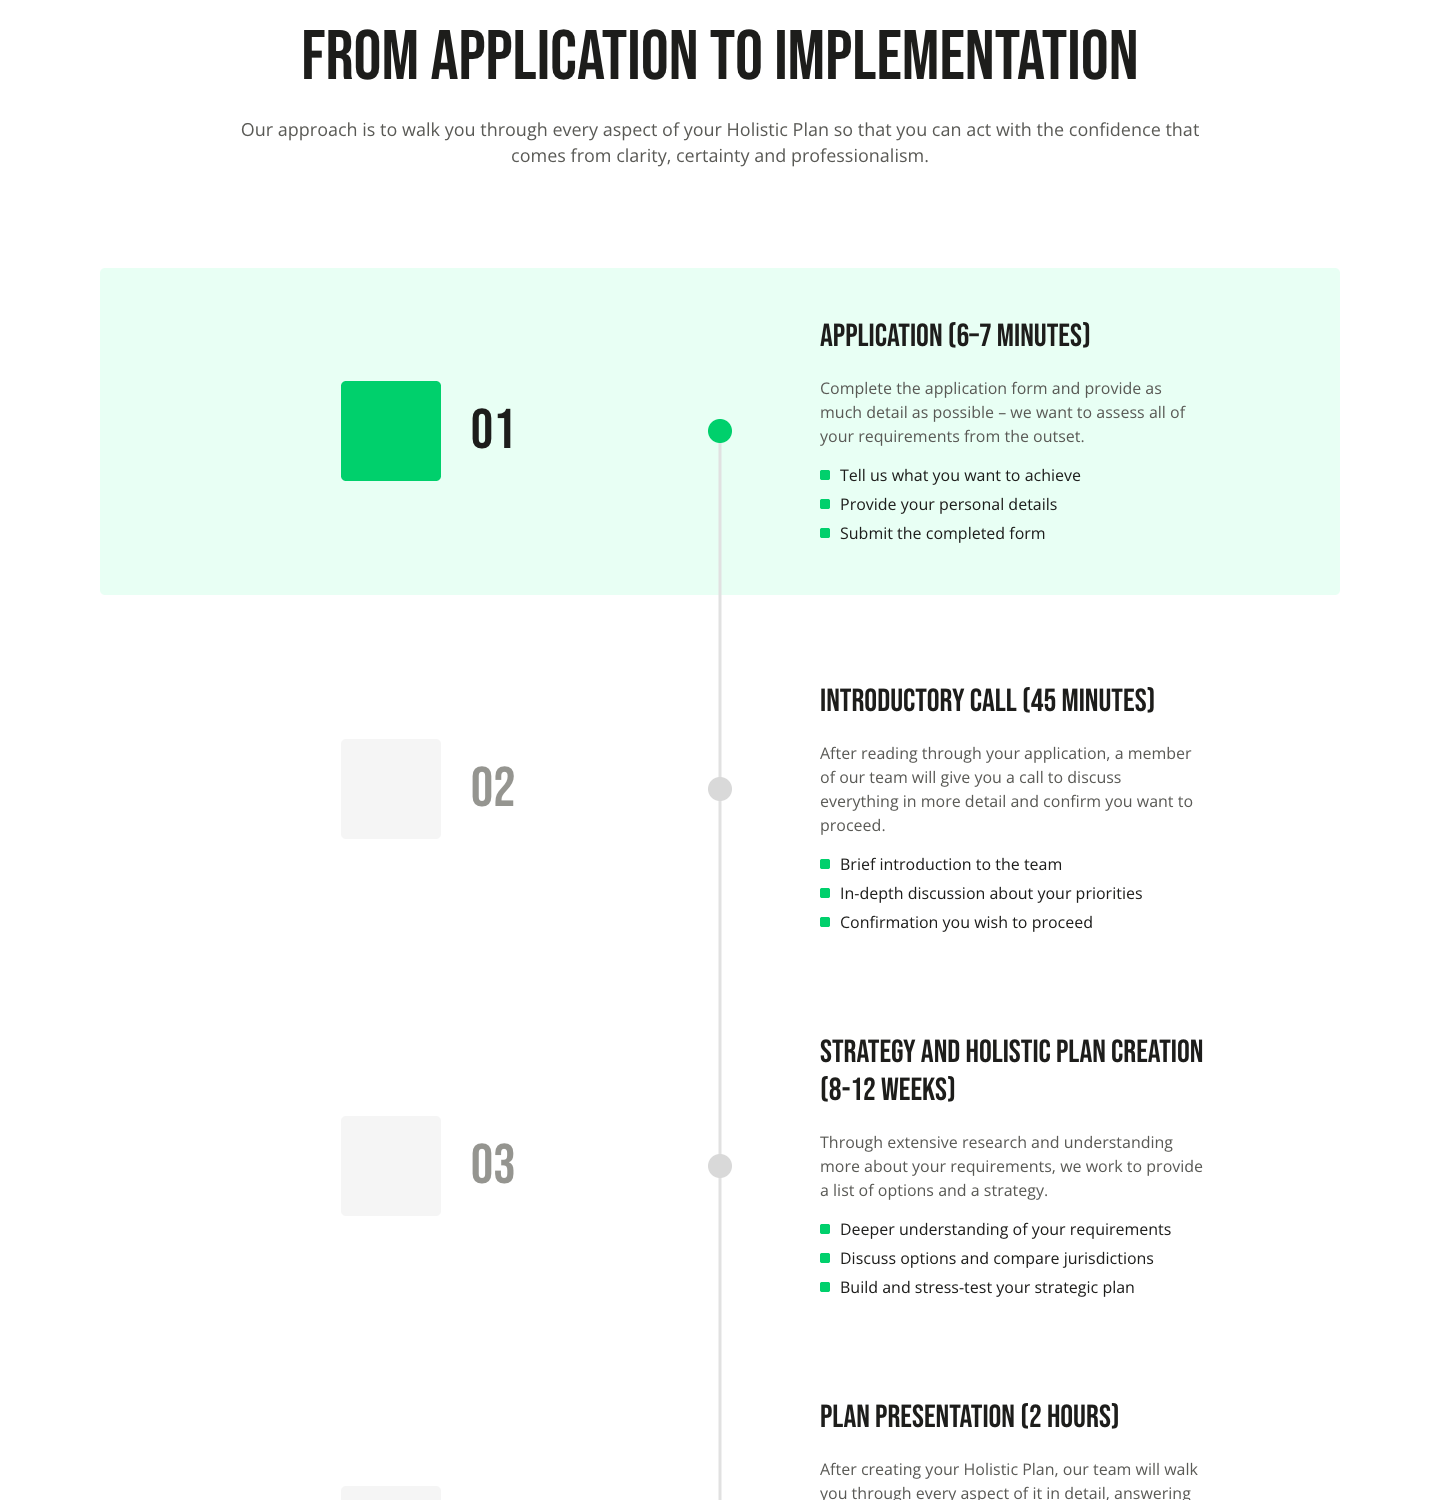 FROM APPLICATION TO IMPLEMENTATION
Our approach is to walk you through every aspect of your Holistic Plan so that you can act with the confidence that
comes from clarity, certainty and professionalism.
01
APPLICATION (6–7 MINUTES)
Complete the application form and provide as
much detail as possible – we want to assess all of
your requirements from the outset.
Tell us what you want to achieve
Provide your personal details
Submit the completed form
02
INTRODUCTORY CALL (45 MINUTES)
After reading through your application, a member
of our team will give you a call to discuss
everything in more detail and confirm you want to
proceed.
Brief introduction to the team
In-depth discussion about your priorities
Confirmation you wish to proceed
03
STRATEGY AND HOLISTIC PLAN CREATION
(8-12 WEEKS)
Through extensive research and understanding
more about your requirements, we work to provide
a list of options and a strategy.
Deeper understanding of your requirements
Discuss options and compare jurisdictions
Build and stress-test your strategic plan
PLAN PRESENTATION (2 HOURS)
After creating your Holistic Plan, our team will walk
you through every aspect of it in detail, answering